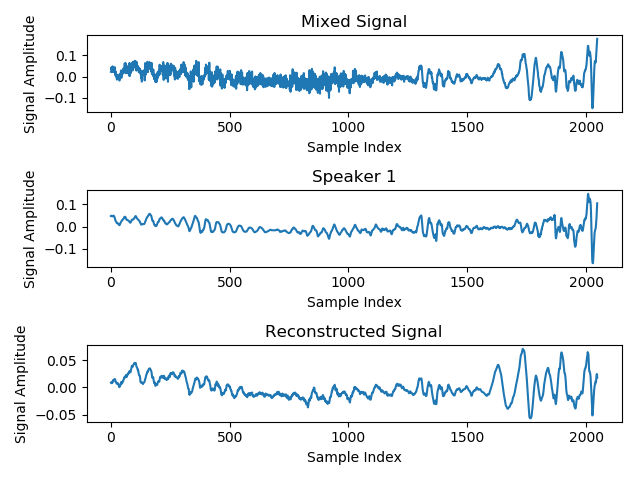 Mixed Signal
Signal Amplitude
0.1
0.0
−0.1
0 500 1000 1500 2000
Sample Index
Speaker 1
Signal Amplitude
0.1
0.0
−0.1
0 500 1000 1500 2000
Sample Index
Reconstructed Signal
Signal Amplitude
0.05
0.00
−0.05
0 500 1000 1500 2000
Sample Index